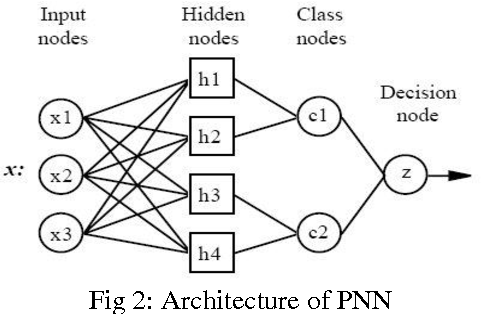 Input
nodes
Hidden
nodes
Class
nodes
Decision
node
x:
x1
x2
x3
h1
h2
h3
h4
c1
c2
z
Fig 2: Architecture of PNN